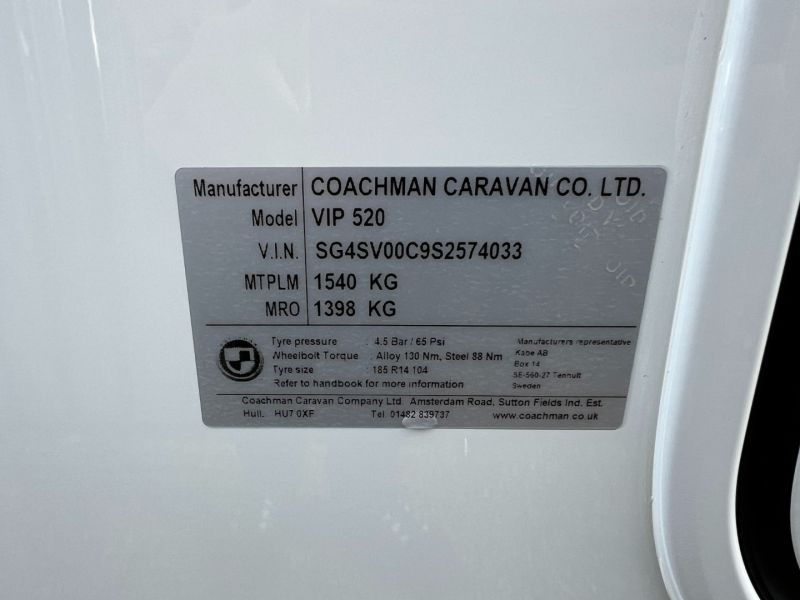 Manufacturer COACHMAN CARAVAN CO. LTD.
Model VIP 520
V.I.N. SG4SV00C9S2574033
MTPLM 1540 KG
MRO 1398 KG
Tyre pressure : 4.5 Bar / 65 Psi
Wheelbolt Torque : Alloy 130 Nm, Steel 88 Nm
Tyre size : 185 R14 104
Refer to handbook for more information
Manufacturers representative
Kabe AB
Box 14
SE-560-27 Tenhult
Sweden
Coachman Caravan Company Ltd. Amsterdam Road, Sutton Fields Ind. Est.
Hull. HU7 0XF Tel 01482 839737 www.coachman.co.uk